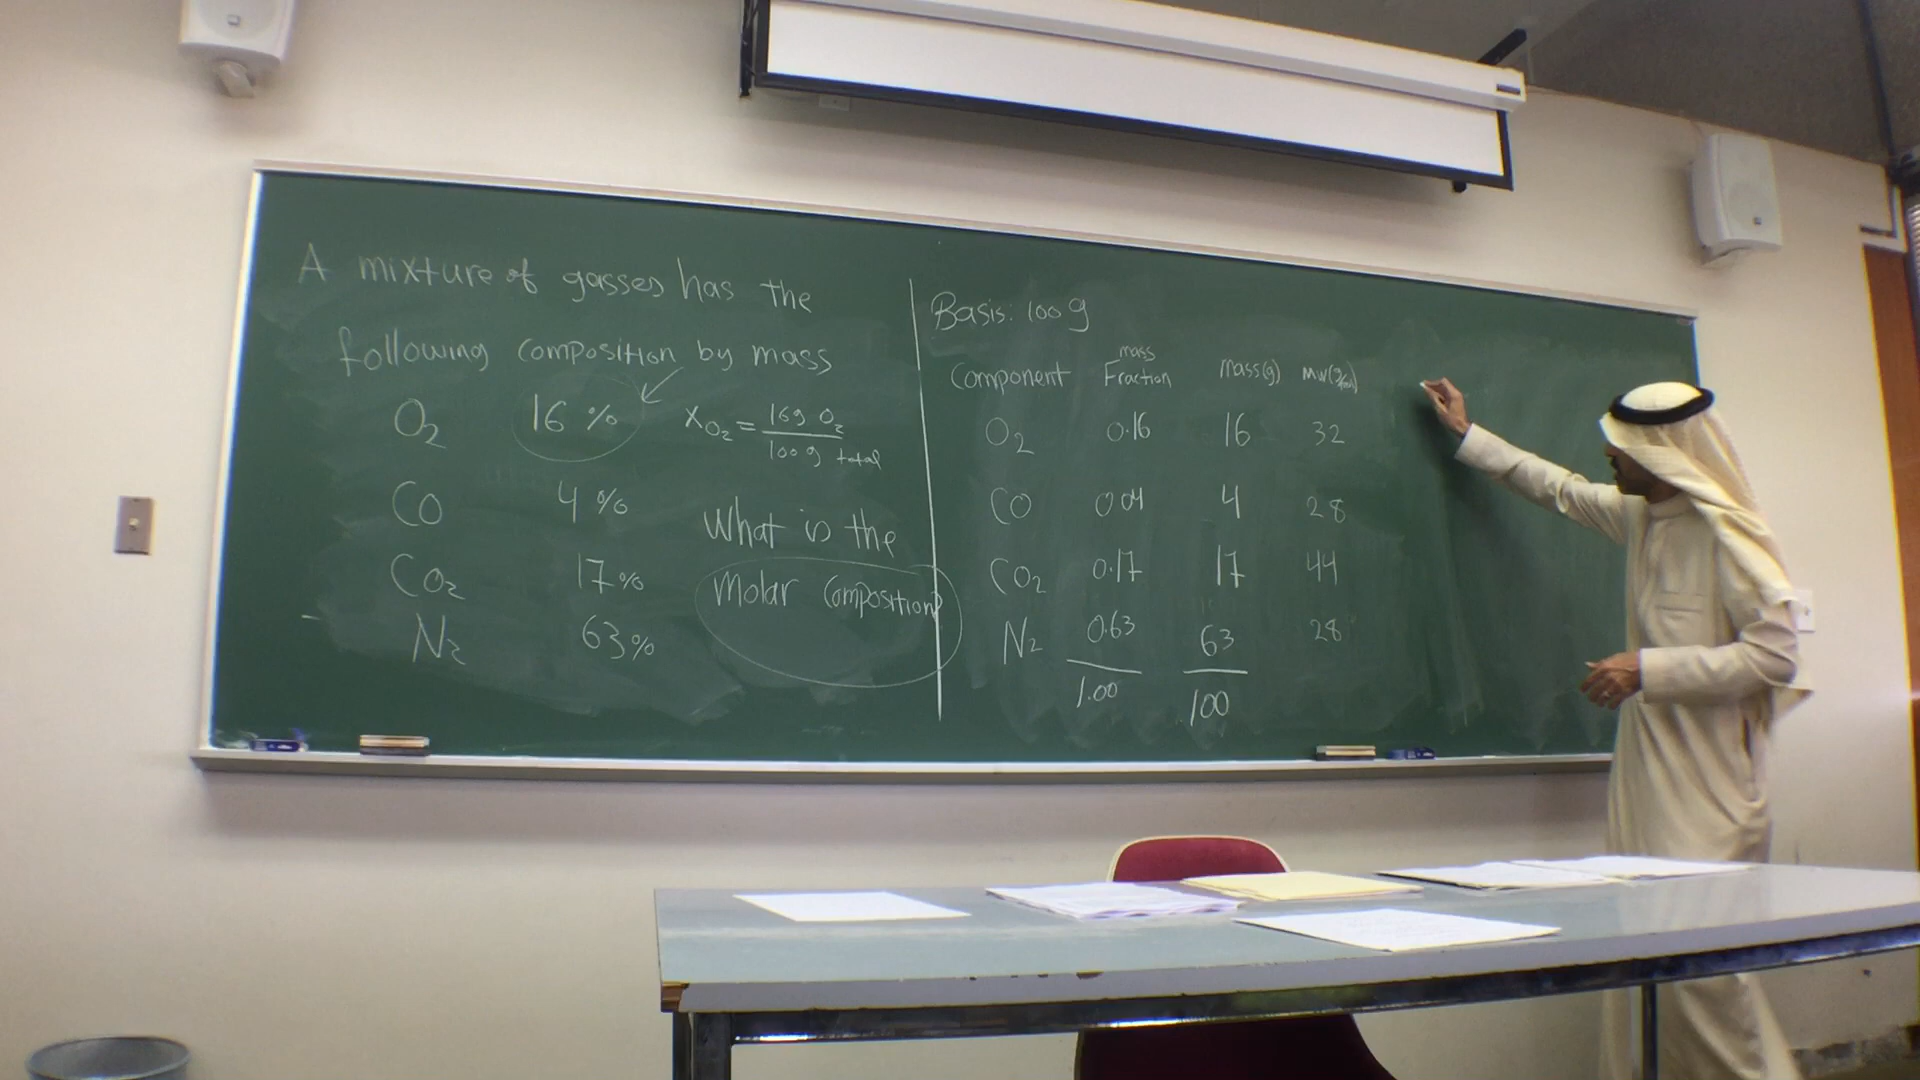 A mixture of gasses has the
following composition by mass
O2 16 %
XO2 = 16g O2 / 100 g total
CO 4 %
CO2 17 %
N2 63 %
What is the
molar composition?
Basis: 100 g
Component mass Fraction mass(g) MW(g/mol)
O2 0.16 16 32
CO 0.04 4 28
CO2 0.17 17 44
N2 0.63 63 28
1.00 100